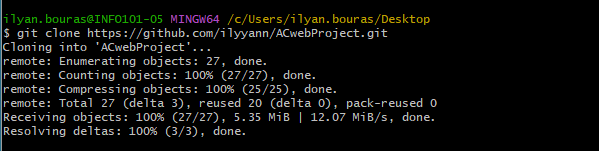 ilyan.bouras@INFO101-05 MINGW64 /c/Users/ilyan.bouras/Desktop
$ git clone https://github.com/ilyyann/ACwebProject.git
Cloning into 'ACwebProject'...
remote: Enumerating objects: 27, done.
remote: Counting objects: 100% (27/27), done.
remote: Compressing objects: 100% (25/25), done.
remote: Total 27 (delta 3), reused 20 (delta 0), pack-reused 0
Receiving objects: 100% (27/27), 5.35 MiB | 12.07 MiB/s, done.
Resolving deltas: 100% (3/3), done.